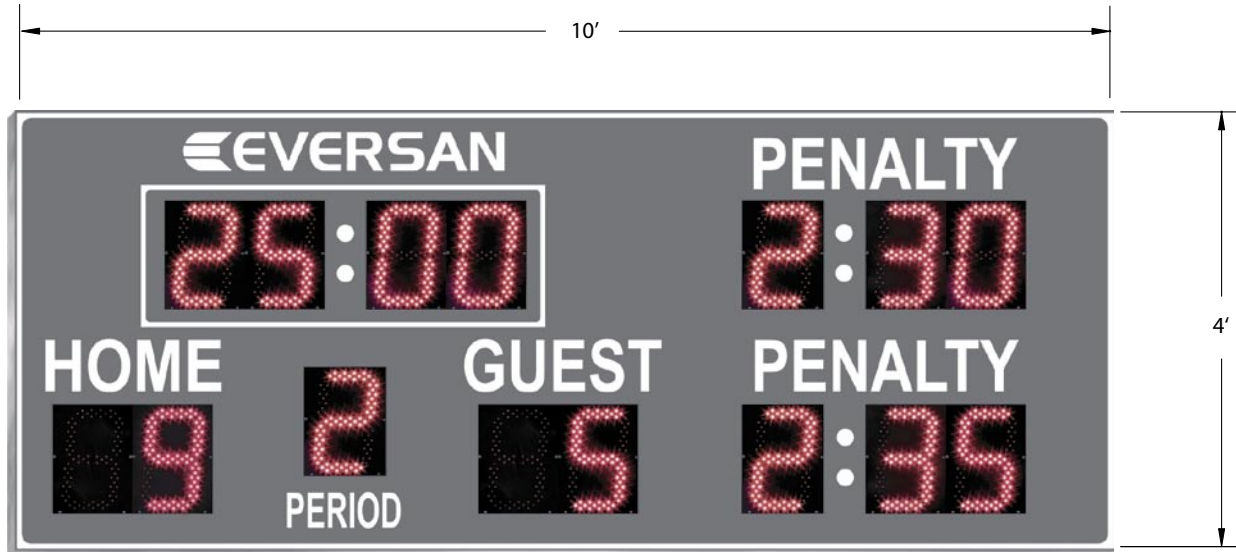 10'
EVERSAN
PENALTY
25:00
2:30
4'
HOME
GUEST
PENALTY
9
2
5
2:35
PERIOD